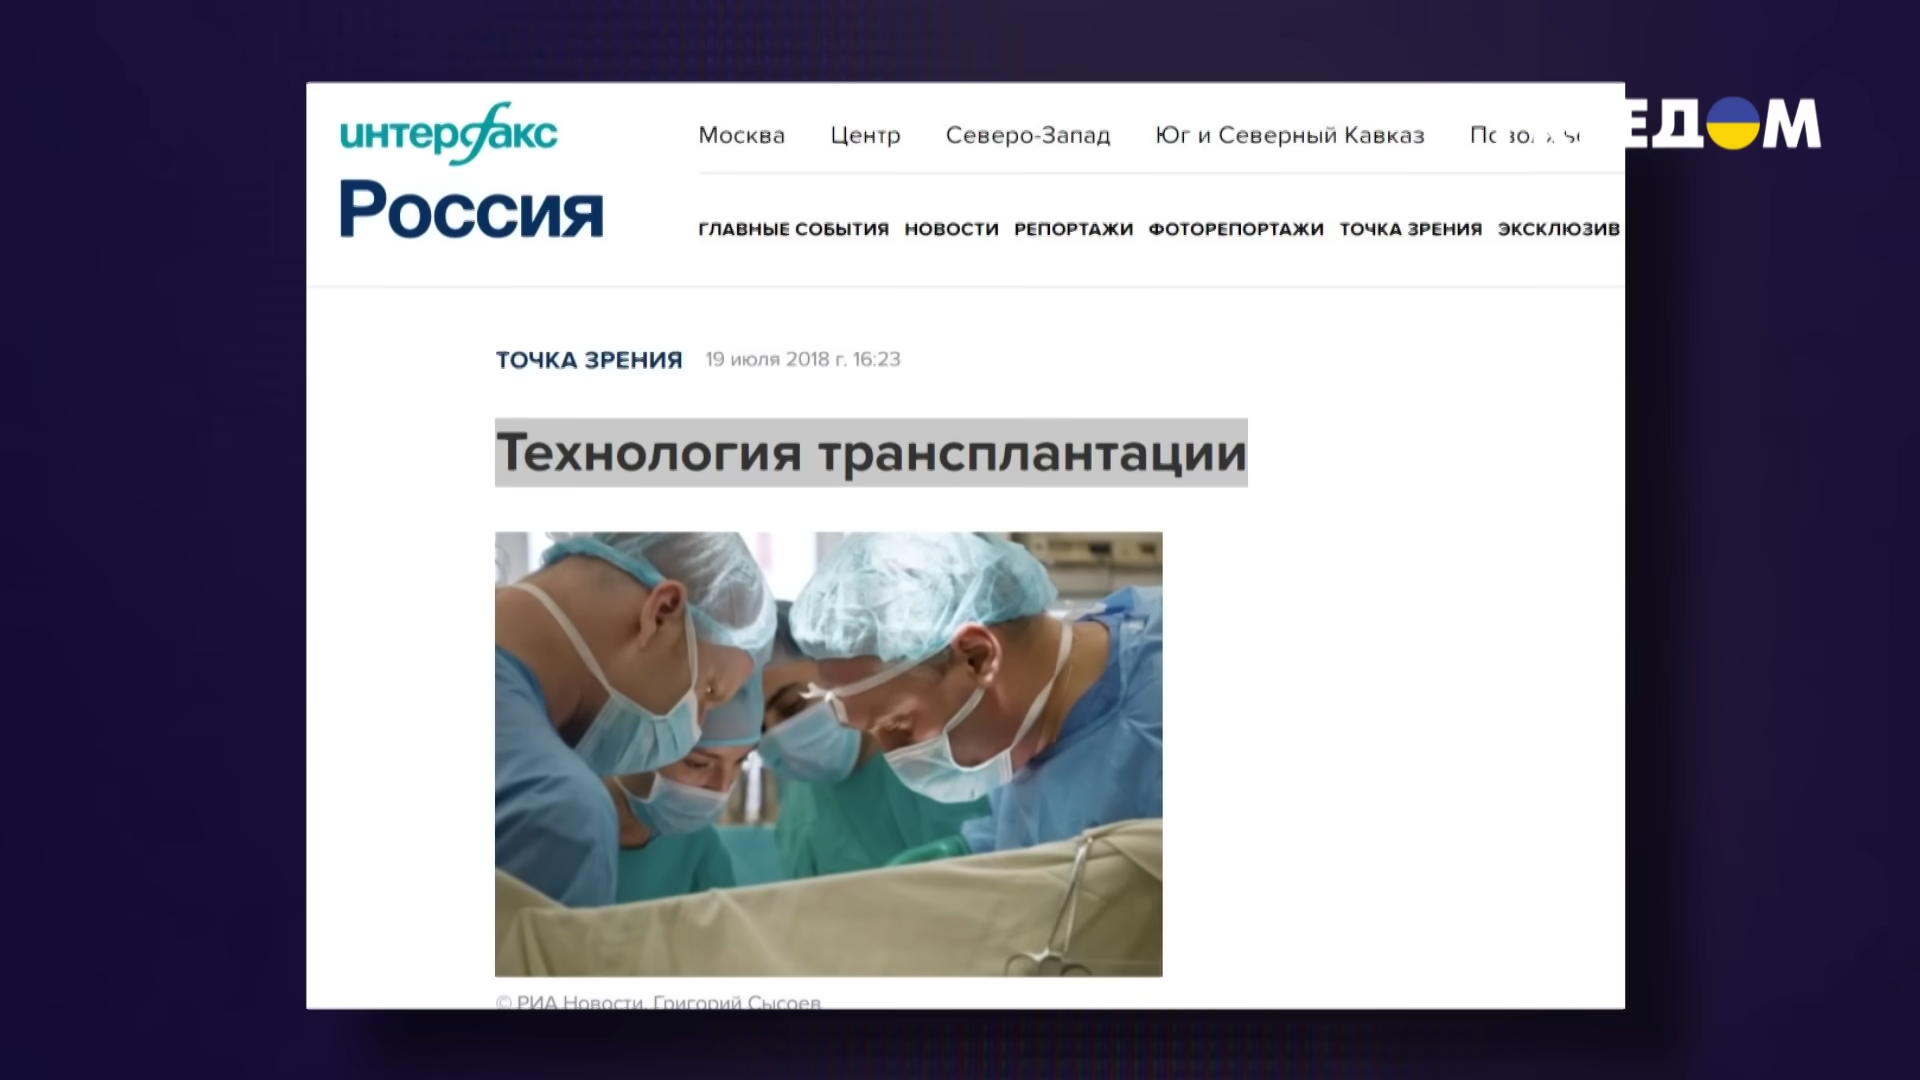 интерфакс
Россия
Москва Центр Северо-Запад Юг и Северный Кавказ
ЕДОМ
ГЛАВНЫЕ СОБЫТИЯ НОВОСТИ РЕПОРТАЖИ ФОТОРЕПОРТАЖИ ТОЧКА ЗРЕНИЯ ЭКСКЛЮЗИВ
ТОЧКА ЗРЕНИЯ 19 июля 2018 г. 16:23
Технология трансплантации
© РИА Новости. Григорий Сысоев